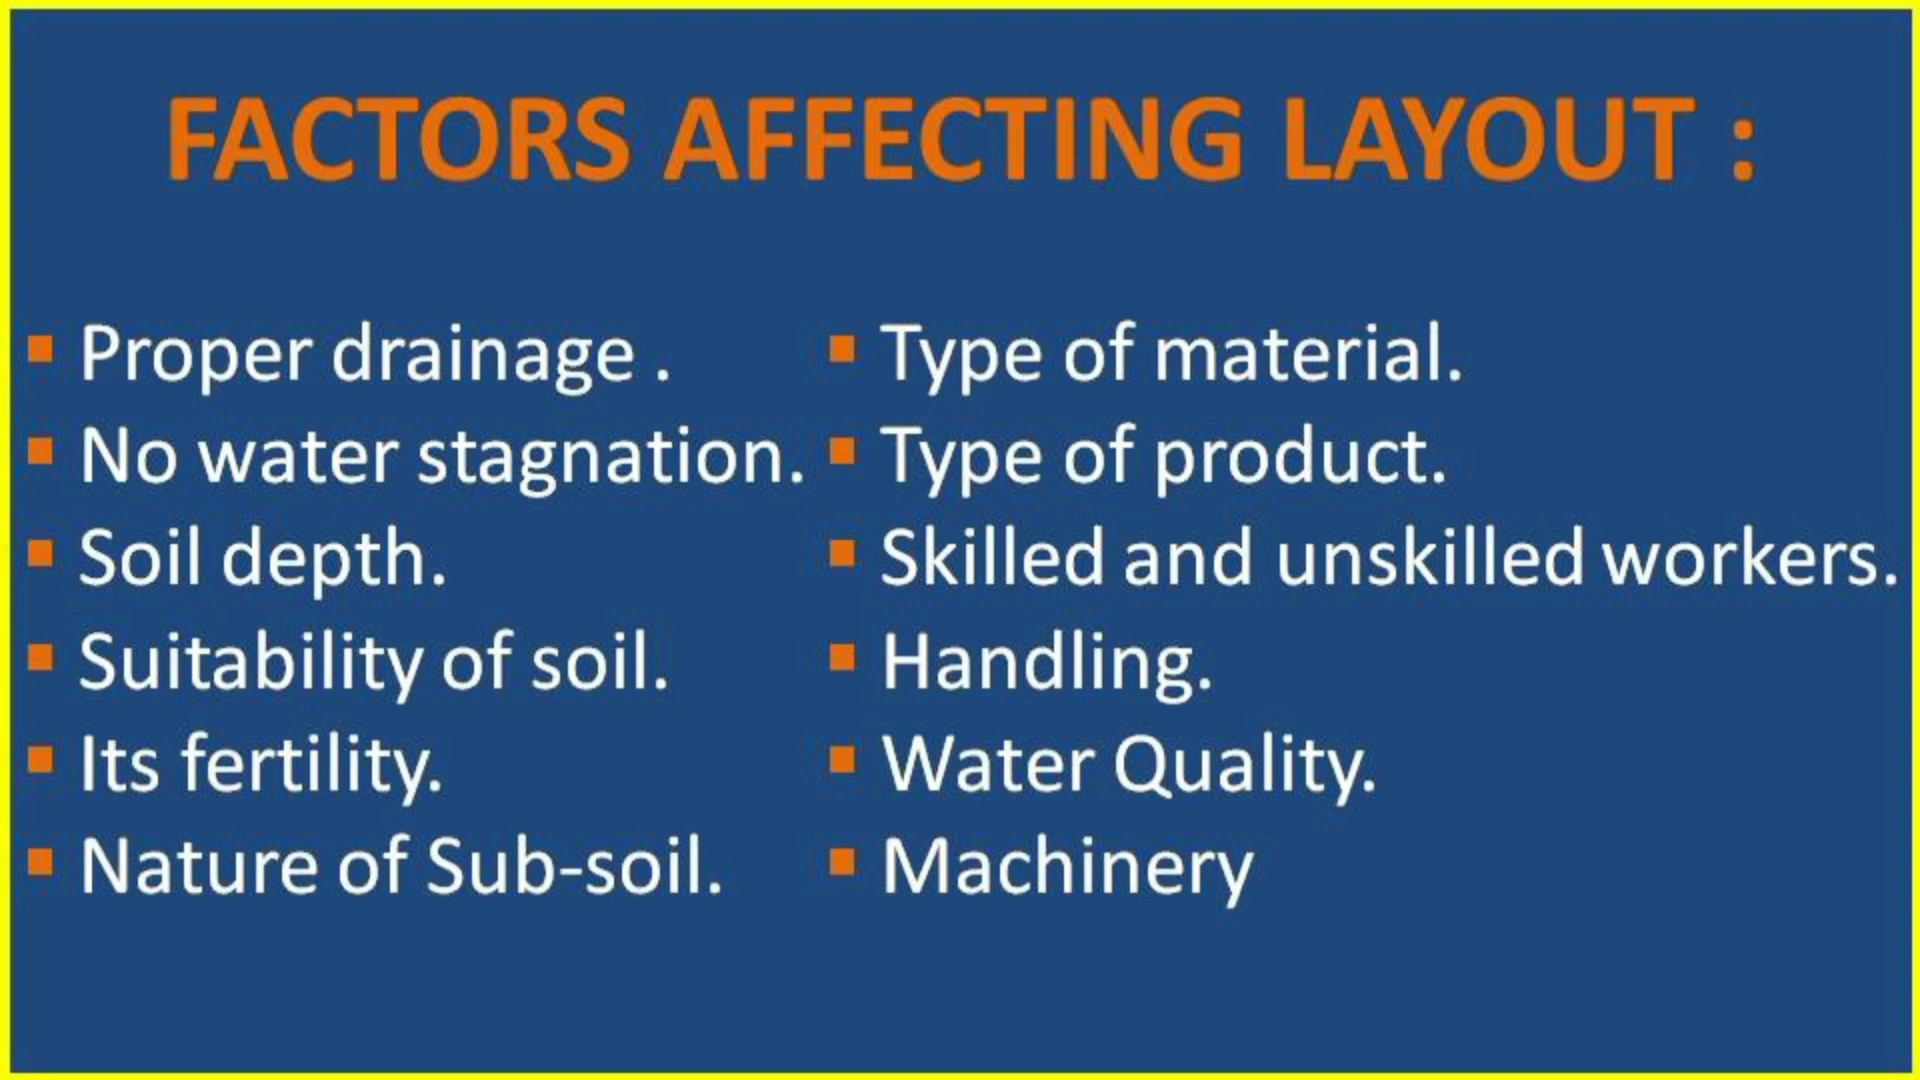 FACTORS AFFECTING LAYOUT :
Proper drainage .
No water stagnation.
Soil depth.
Suitability of soil.
Its fertility.
Nature of Sub-soil.
Type of material.
Type of product.
Skilled and unskilled workers.
Handling.
Water Quality.
Machinery